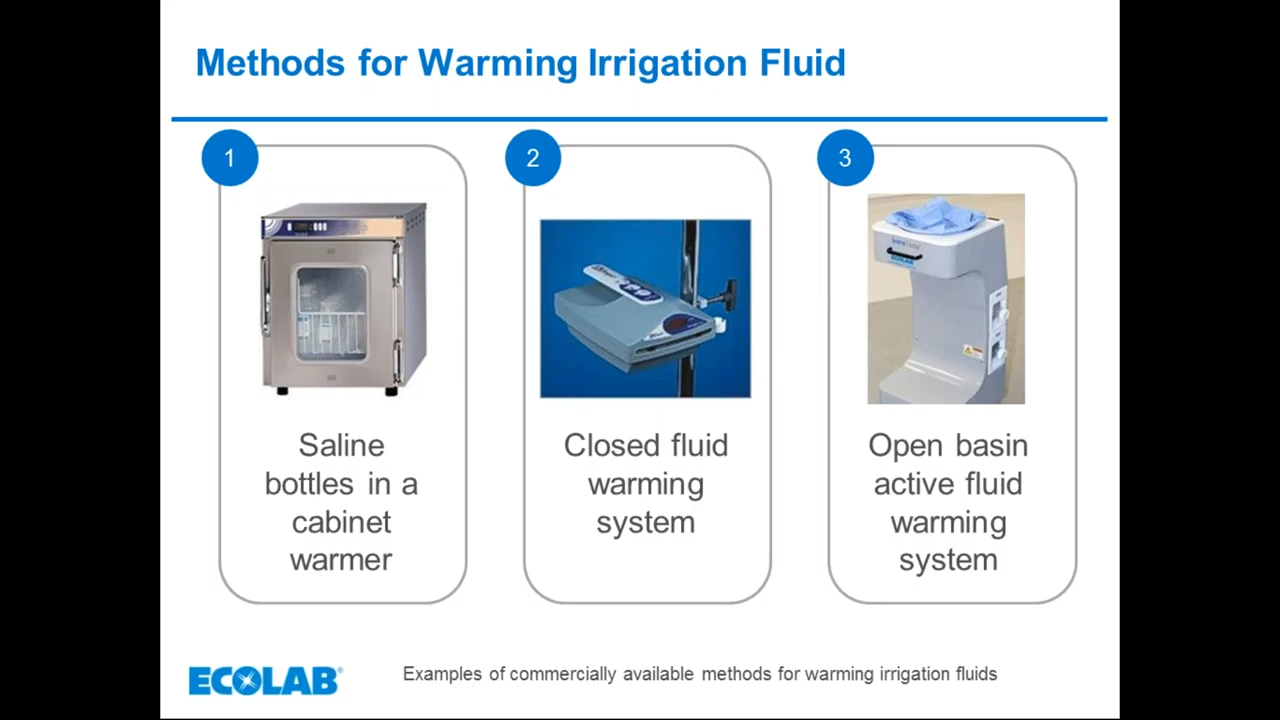 Methods for Warming Irrigation Fluid
1
2
3
ECOLAB
Saline
bottles in a
cabinet
warmer
Closed fluid
warming
system
Open basin
active fluid
warming
system
ECOLAB®
Examples of commercially available methods for warming irrigation fluids